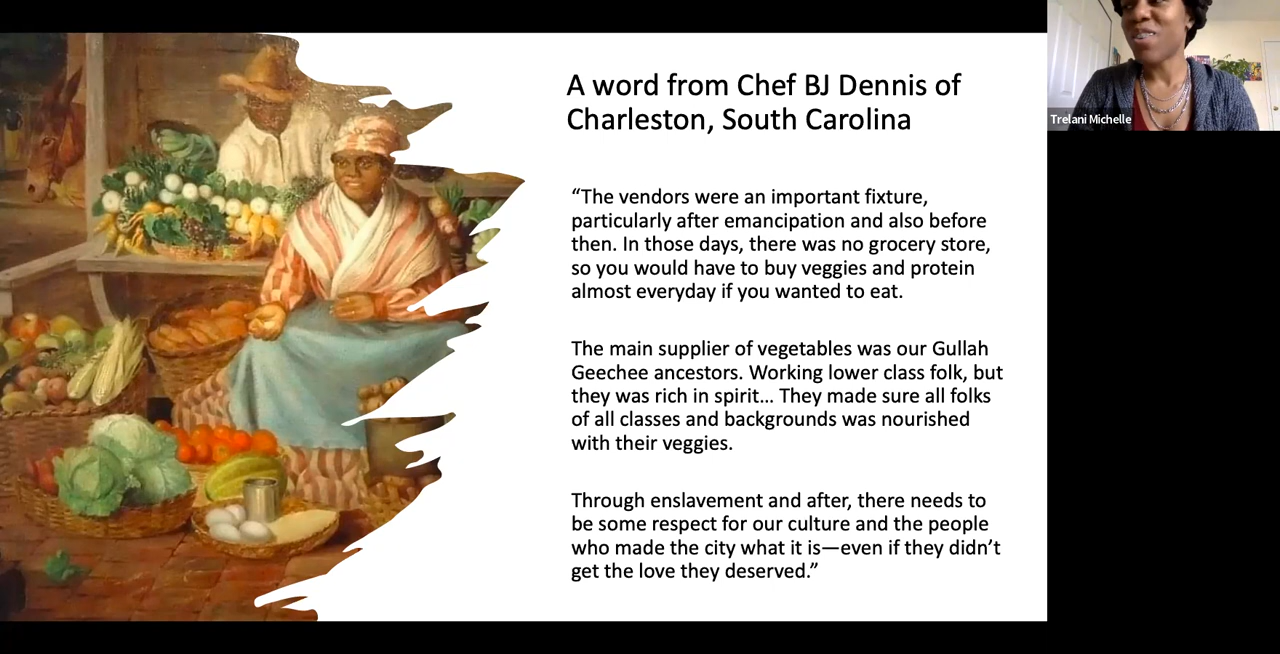 A word from Chef BJ Dennis of
Charleston, South Carolina
“The vendors were an important fixture,
particularly after emancipation and also before
then. In those days, there was no grocery store,
so you would have to buy veggies and protein
almost everyday if you wanted to eat.
The main supplier of vegetables was our Gullah
Geechee ancestors. Working lower class folk, but
they was rich in spirit... They made sure all folks
of all classes and backgrounds was nourished
with their veggies.
Through enslavement and after, there needs to
be some respect for our culture and the people
who made the city what it is—even if they didn’t
get the love they deserved.”
Trelani Michelle